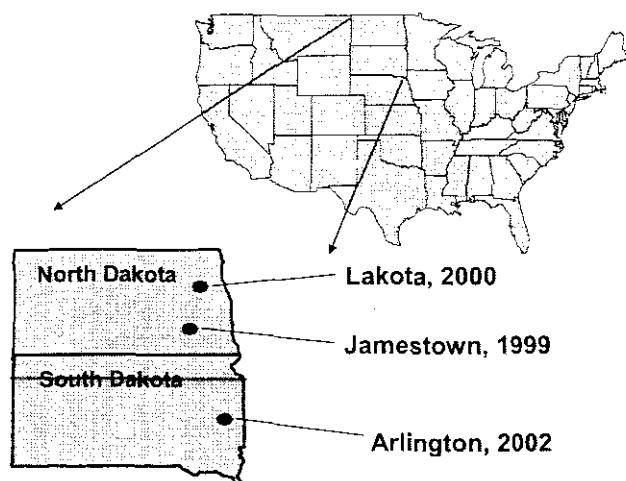 North Dakota
Lakota, 2000
Jamestown, 1999
South Dakota
Arlington, 2002